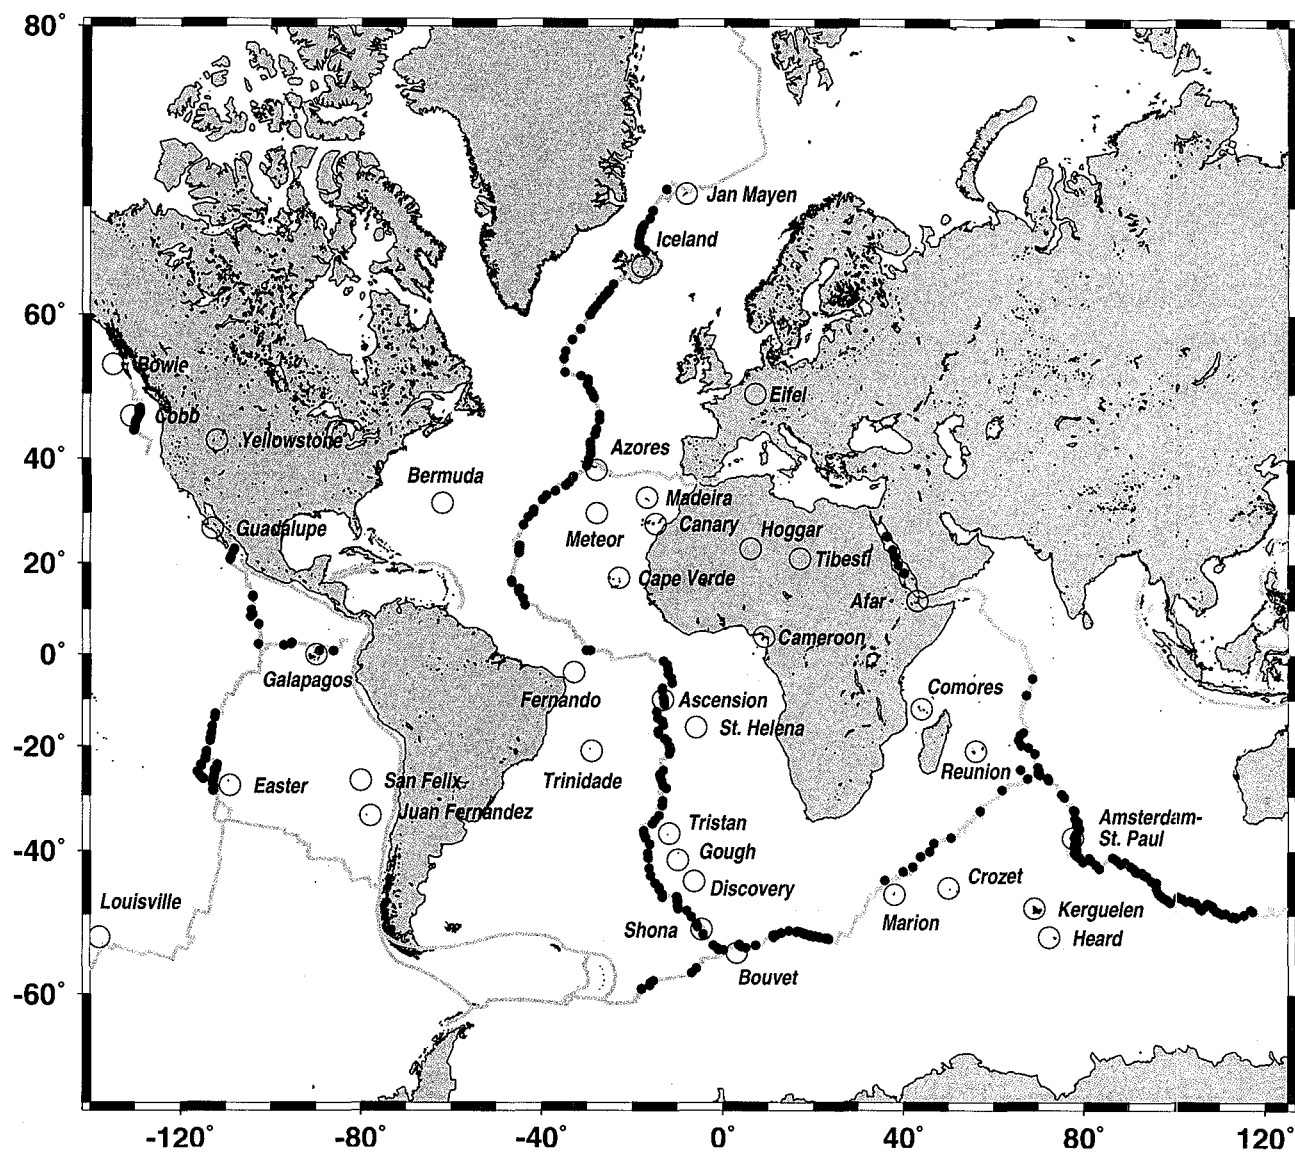 80°
Jan Mayen
Iceland
60°
Bowie
Eifel
Cobb
Yellowstone
Azores
40°
Bermuda
Madeira
Guadalupe
Meteor
Canary
Hoggar
20°
Tibesti
Cape Verde
Afar
Cameroon
0°
Galapagos
Comores
Fernando
Ascension
St. Helena
-20°
Easter
San Felix
Trinidade
Reunion
Juan Fernandez
Tristan
Amsterdam-
St. Paul
-40°
Gough
Crozet
Discovery
Louisville
Shona
Marion
Kerguelen
Heard
Bouvet
-60°
-120° -80° -40° 0° 40° 80° 120°